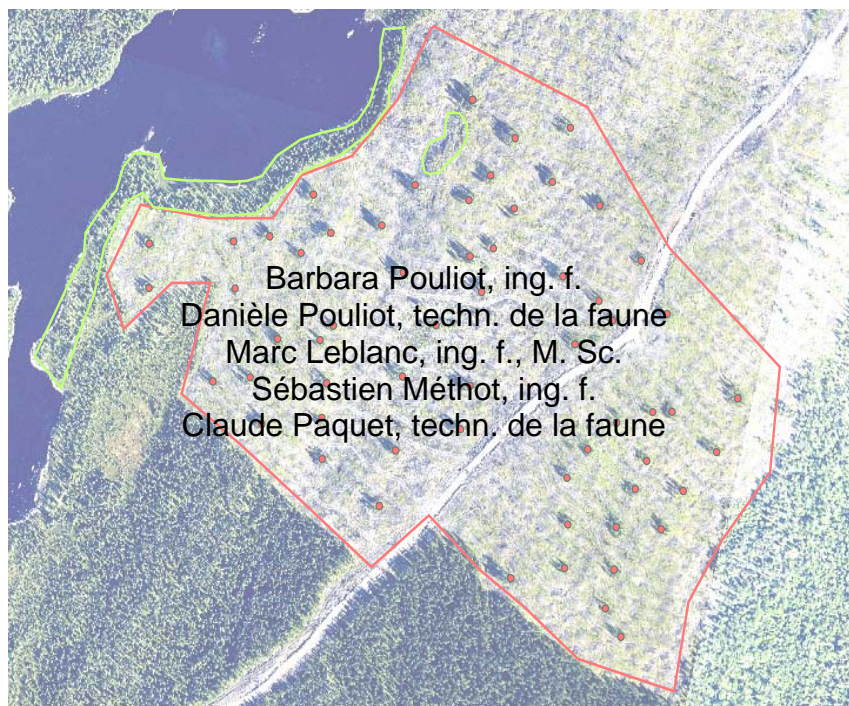 Barbara Pouliot, ing. f.
Danièle Pouliot, techn. de la faune
Marc Leblanc, ing. f., M. Sc.
Sébastien Méthot, ing. f.
Claude Paquet, techn. de la faune